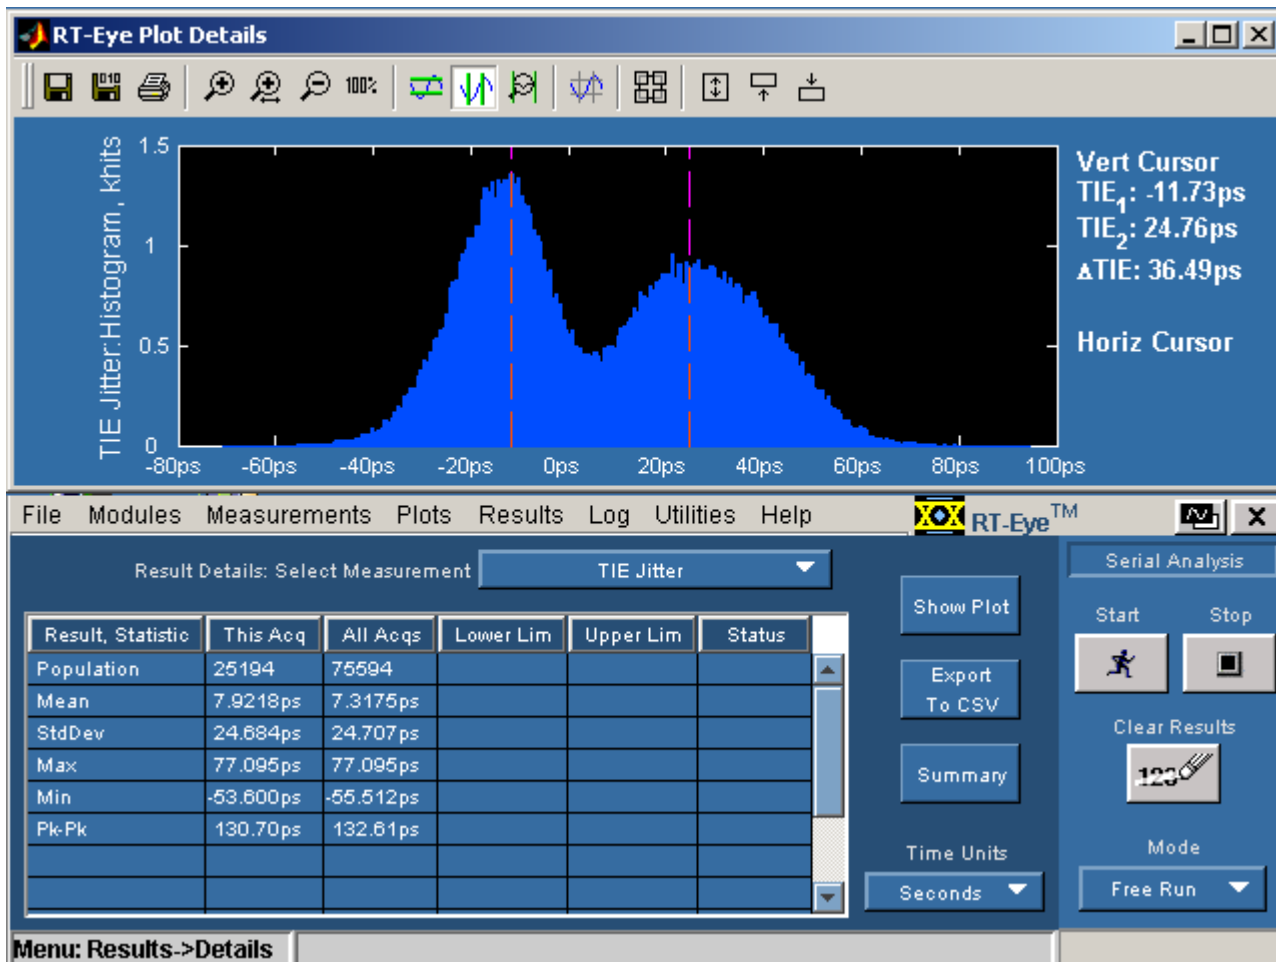 RT-Eye Plot Details
100%
TIE Jitter:Histogram, khits
1.5
1
0.5
0
-80ps -60ps -40ps -20ps 0ps 20ps 40ps 60ps 80ps 100ps
Vert Cursor
TIE1: -11.73ps
TIE2: 24.76ps
ΔTIE: 36.49ps
Horiz Cursor
File Modules Measurements Plots Results Log Utilities Help
RT-Eye™
Result Details: Select Measurement TIE Jitter
Result, Statistic This Acq All Acqs Lower Lim Upper Lim Status
Population 25194 75594
Mean 7.9218ps 7.3175ps
StdDev 24.684ps 24.707ps
Max 77.095ps 77.095ps
Min -53.600ps -55.512ps
Pk-Pk 130.70ps 132.61ps
Show Plot
Export
To CSV
Summary
Time Units
Seconds
Serial Analysis
Start Stop
Clear Results
123
Mode
Free Run
Menu: Results->Details